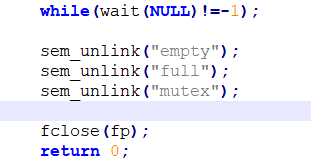 while(wait(NULL)!=-1);
sem_unlink("empty");
sem_unlink("full");
sem_unlink("mutex");
fclose(fp);
return 0;